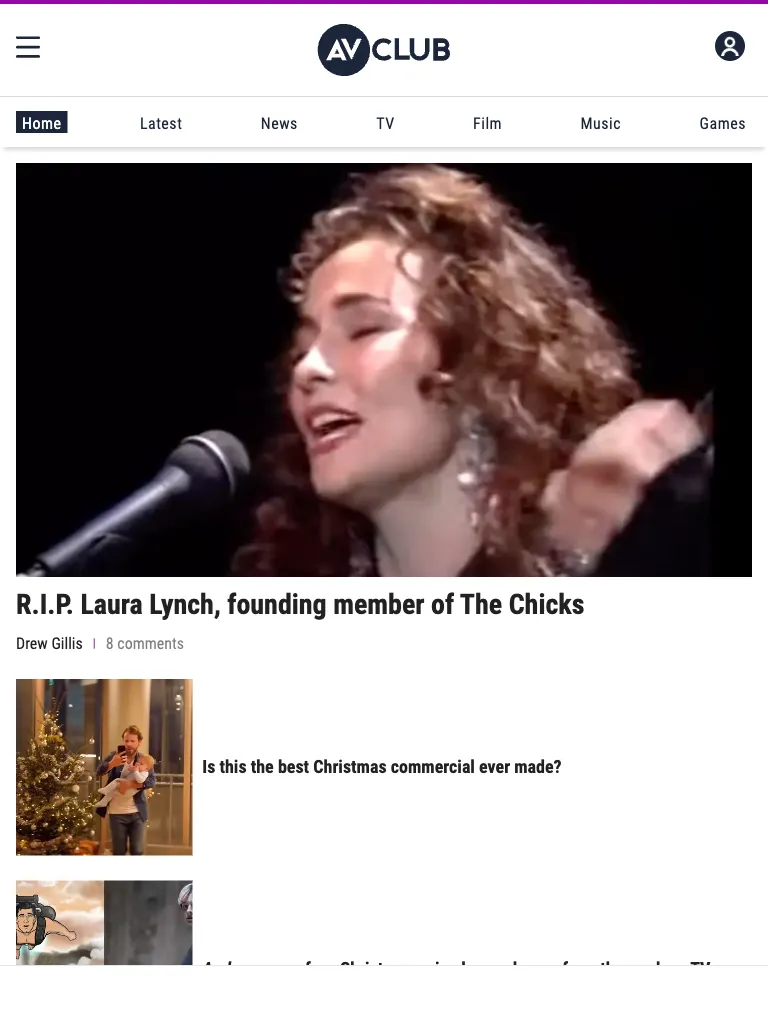 AV CLUB
Home Latest News TV Film Music Games
R.I.P. Laura Lynch, founding member of The Chicks
Drew Gillis | 8 comments
Is this the best Christmas commercial ever made?